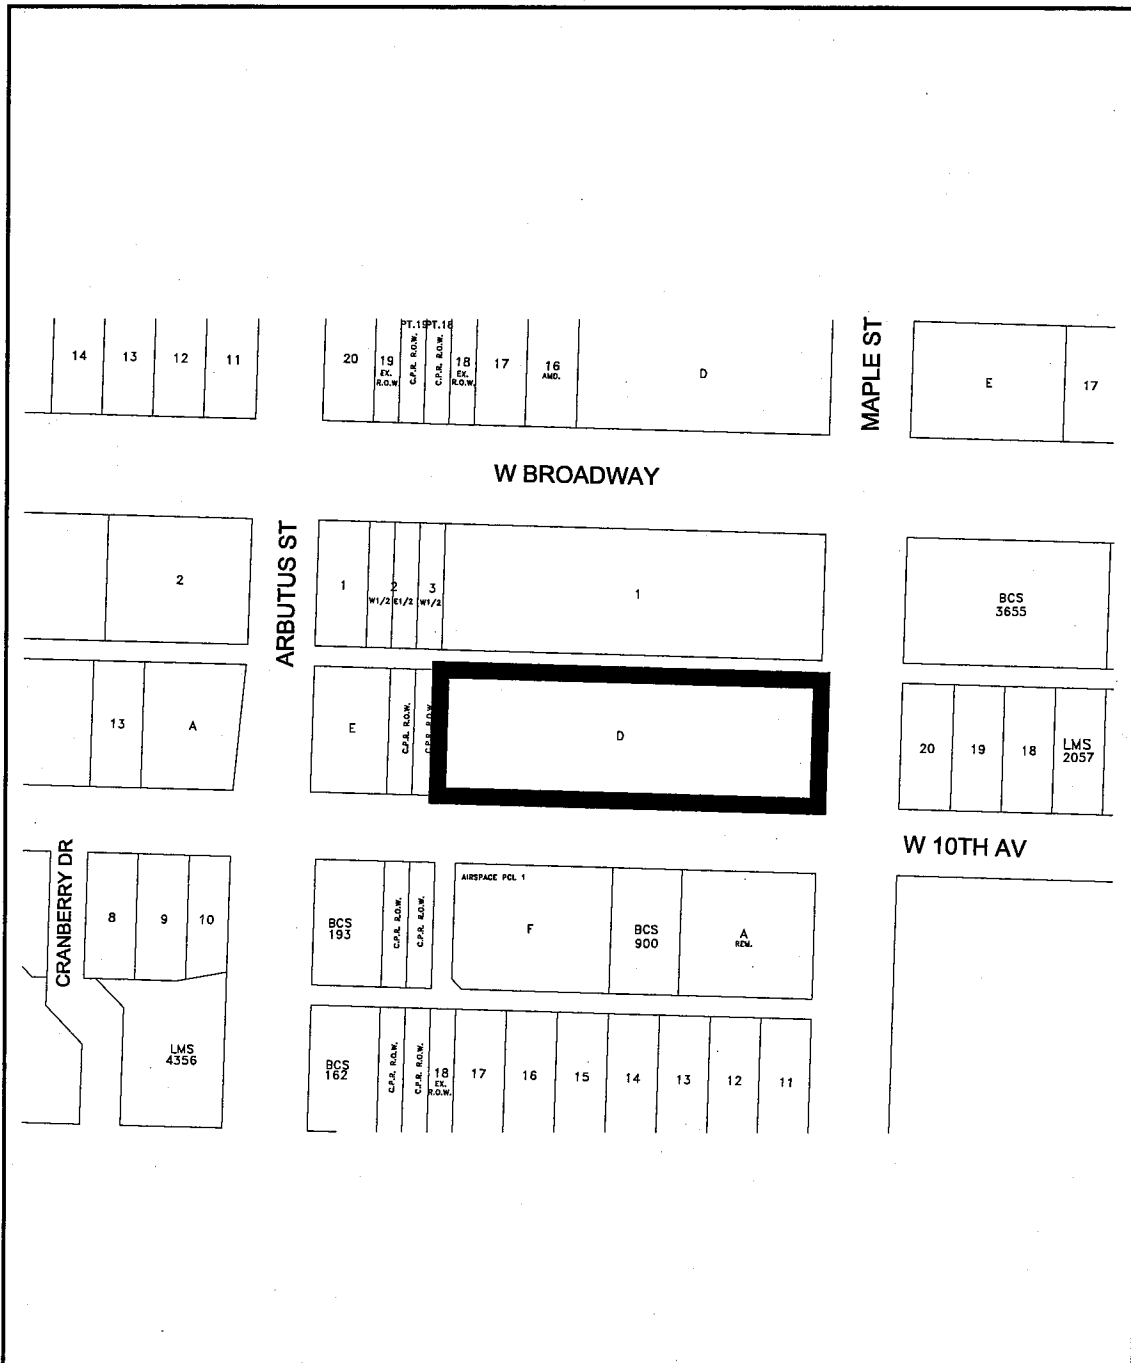 14
13
12
11
20
19
EX.
R.O.W.
PT.19
C.P.R. R.O.W.
PT.18
C.P.R. R.O.W.
18
EX.
R.O.W.
17
16
AMD.
D
MAPLE ST
E
17
W BROADWAY
2
ARBUTUS ST
1
2
W1/2
E1/2
3
W1/2
1
BCS
3655
13
A
E
C.P.R. R.O.W.
C.P.R. R.O.W.
D
20
19
18
LMS
2057
W 10TH AV
CRANBERRY DR
8
9
10
BCS
193
C.P.R. R.O.W.
C.P.R. R.O.W.
AIRSPACE PCL 1
F
BCS
900
A
REM.
LMS
4356
BCS
162
C.P.R. R.O.W.
C.P.R. R.O.W.
18
EX.
R.O.W.
17
16
15
14
13
12
11